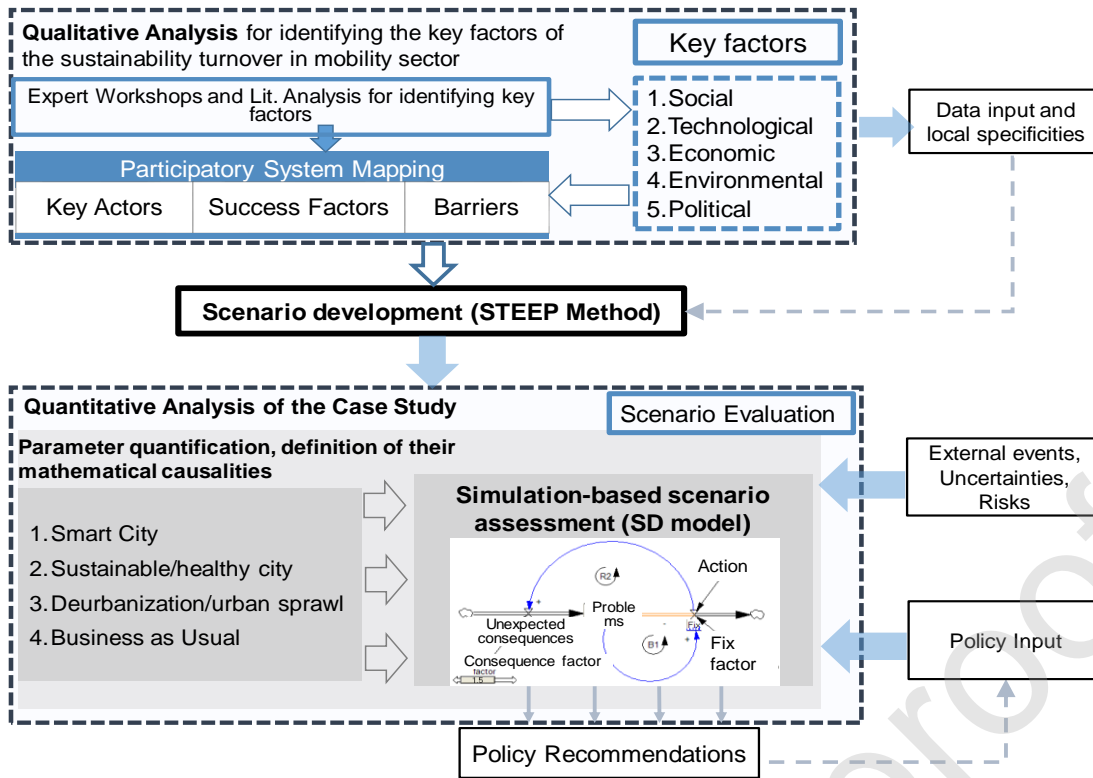 Qualitative Analysis for identifying the key factors of
the sustainability turnover in mobility sector
Key factors
Expert Workshops and Lit. Analysis for identifying key
factors
1.Social
2.Technological
3.Economic
4.Environmental
5.Political
Data input and
local specificities
Participatory System Mapping
Key Actors
Success Factors
Barriers
Scenario development (STEEP Method)
Quantitative Analysis of the Case Study
Scenario Evaluation
Parameter quantification, definition of their
mathematical causalities
1.Smart City
2.Sustainable/healthy city
3.Deurbanization/urban sprawl
4.Business as Usual
Simulation-based scenario
assessment (SD model)
R2
Action
Unexpected
consequences
Proble
ms
Fix
B1
Fix
factor
Consequence factor
factor
1.5
External events,
Uncertainties,
Risks
Policy Input
Policy Recommendations
proof